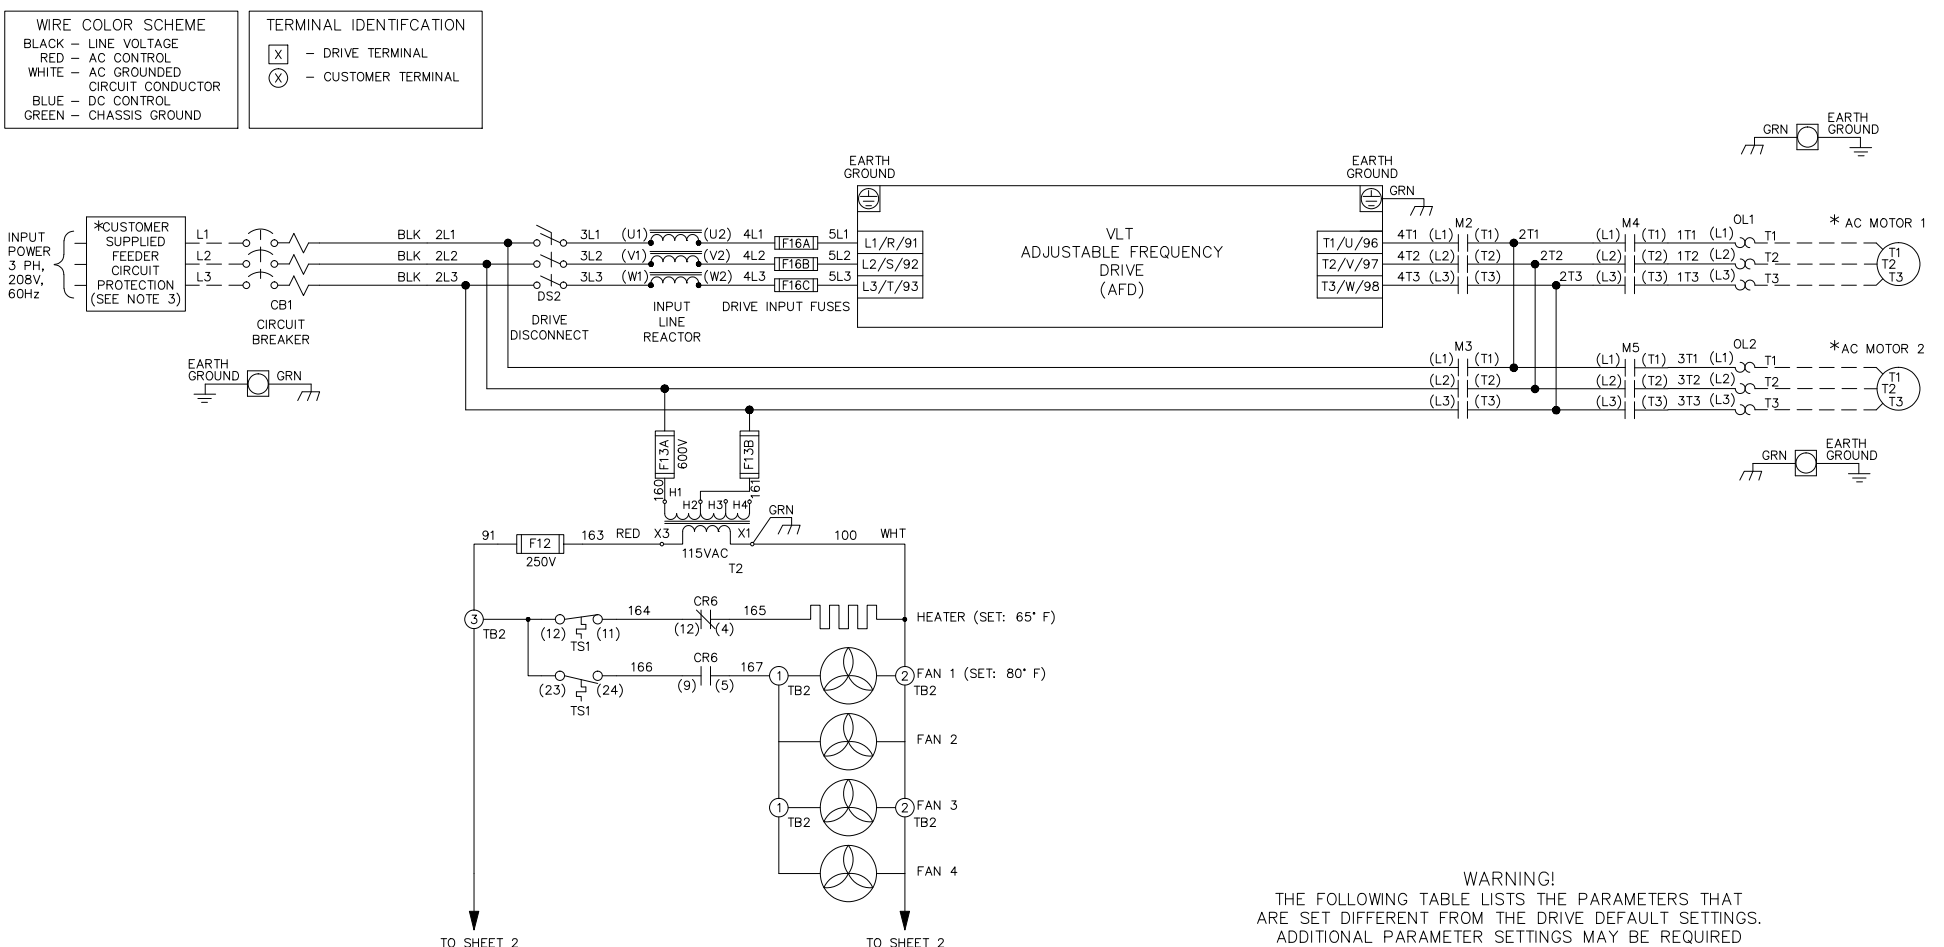 WIRE COLOR SCHEME
BLACK – LINE VOLTAGE
RED – AC CONTROL
WHITE – AC GROUNDED
CIRCUIT CONDUCTOR
BLUE – DC CONTROL
GREEN – CHASSIS GROUND
TERMINAL IDENTIFCATION
X – DRIVE TERMINAL
X – CUSTOMER TERMINAL
INPUT
POWER
3 PH,
208V,
60Hz
*CUSTOMER
SUPPLIED
FEEDER
CIRCUIT
PROTECTION
(SEE NOTE 3)
L1
L2
L3
CB1
CIRCUIT
BREAKER
EARTH
GROUND
GRN
BLK 2L1
BLK 2L2
BLK 2L3
DS2
DRIVE
DISCONNECT
3L1 (U1) (U2) 4L1 F16A 5L1
3L2 (V1) (V2) 4L2 F16B 5L2
3L3 (W1) (W2) 4L3 F16C 5L3
INPUT
LINE
REACTOR
DRIVE INPUT FUSES
EARTH
GROUND
L1/R/91
L2/S/92
L3/T/93
VLT
ADJUSTABLE FREQUENCY
DRIVE
(AFD)
EARTH
GROUND
GRN
T1/U/96
T2/V/97
T3/W/98
M2
M4
OL1
4T1 (L1) (T1) 2T1 (L1) (T1) 1T1 (L1) T1
4T2 (L2) (T2) 2T2 (L2) (T2) 1T2 (L2) T2
4T3 (L3) (T3) 2T3 (L3) (T3) 1T3 (L3) T3
* AC MOTOR 1
T1
T2
T3
GRN
EARTH
GROUND
M3
M5
OL2
(L1) (T1) (L1) (T1) 3T1 (L1) T1
(L2) (T2) (L2) (T2) 3T2 (L2) T2
(L3) (T3) (L3) (T3) 3T3 (L3) T3
*AC MOTOR 2
T1
T2
T3
GRN
EARTH
GROUND
F13A
600V
F13B
160
161
H1
H2 H3 H4
GRN
91
F12
250V
163 RED X3
X1
115VAC
T2
100 WHT
3
TB2
(12) (11)
TS1
164
CR6
(12) (4)
165
HEATER (SET: 65° F)
(23) (24)
TS1
166
CR6
(9) (5)
167
1
TB2
2
TB2
FAN 1 (SET: 80° F)
FAN 2
1
TB2
2
TB2
FAN 3
FAN 4
TO SHEET 2
TO SHEET 2
WARNING!
THE FOLLOWING TABLE LISTS THE PARAMETERS THAT
ARE SET DIFFERENT FROM THE DRIVE DEFAULT SETTINGS.
ADDITIONAL PARAMETER SETTINGS MAY BE REQUIRED